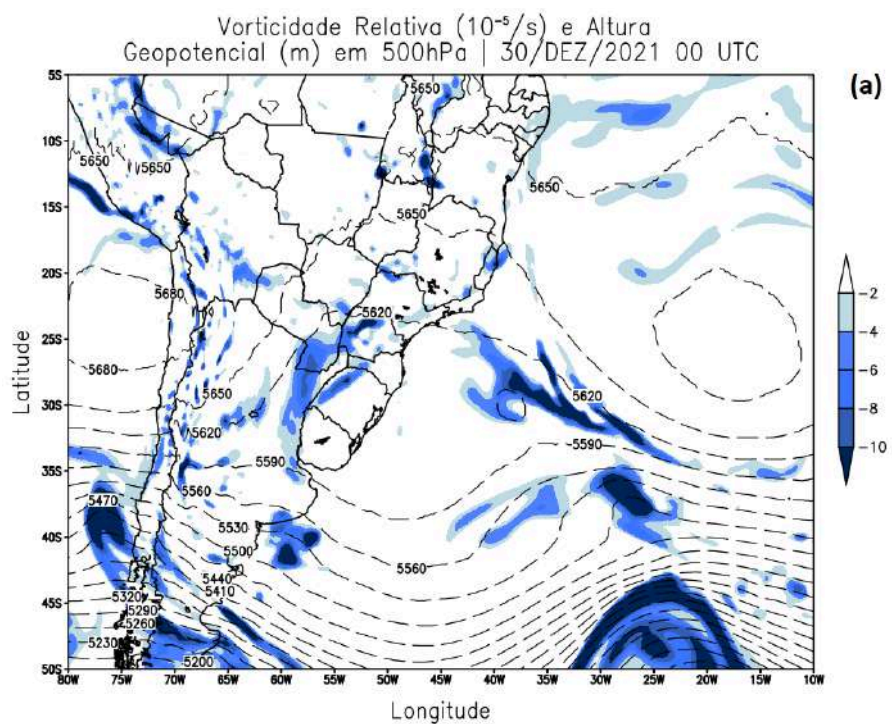 Vorticidade Relativa (10⁻⁵/s) e Altura
Geopotencial (m) em 500hPa | 30/DEZ/2021 00 UTC
(a)
5S
10S
15S
20S
25S
30S
35S
40S
45S
50S
Latitude
5650
5650
5650
5650
5650
5650
5680
5620
5680
5650
5620
5620
5590
5590
5560
5470
5530
5500
5560
5440
5410
5320
5290
5260
5230
5200
-2
-4
-6
-8
-10
80W 75W 70W 65W 60W 55W 50W 45W 40W 35W 30W 25W 20W 15W 10W
Longitude